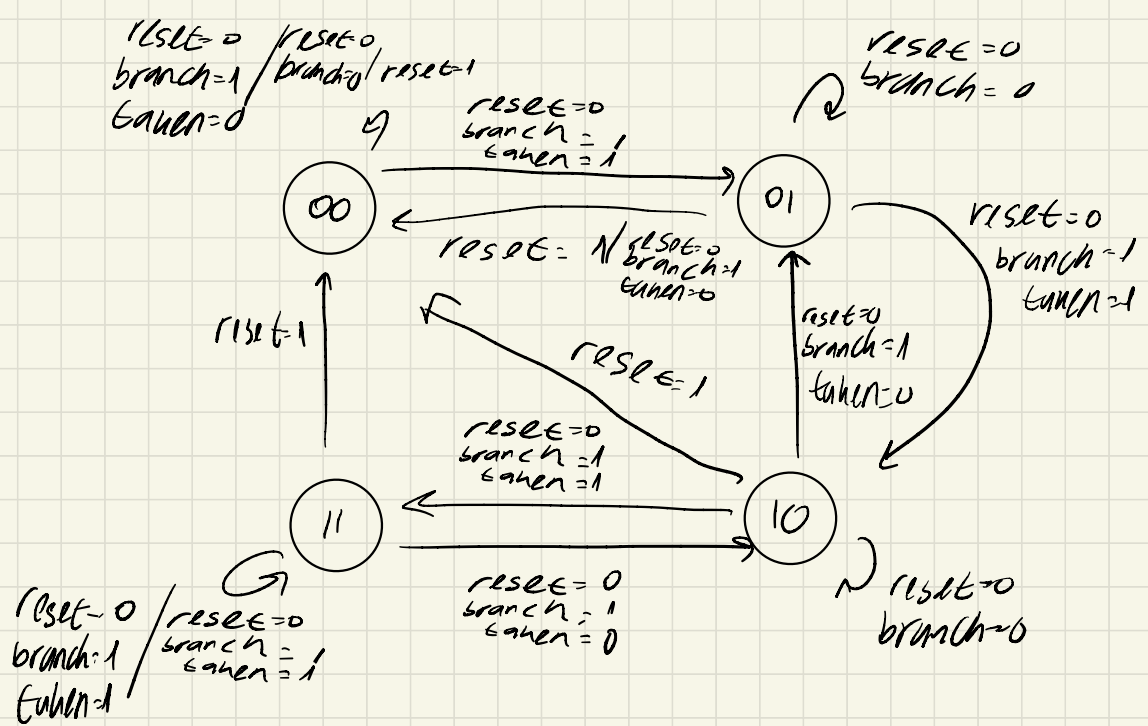 reset=0 / reset=0
branch=1 / branch=0 / reset=1
taken=0
reset=0
branch=1
taken=1
reset=0
branch=0
00
01
reset=1 / reset=0
branch=1
taken=0
reset=0
branch=1
taken=1
reset=1
reset=1
reset=0
branch=1
taken=0
reset=0
branch=1
taken=1
11
10
reset=0
branch=1
taken=0
reset=0
branch=0
reset=0
branch=1
taken=1
/ reset=0
branch=
taken=1